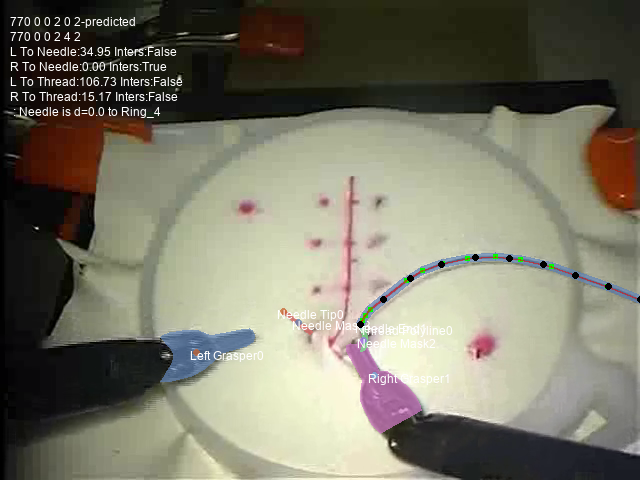 770 0 0 2 0 2-predicted
770 0 0 2 4 2
L To Needle:34.95 Inters:False
R To Needle:0.00 Inters:True
L To Thread:106.73 Inters:False
R To Thread:15.17 Inters:False
Needle is d=0.0 to Ring_4
Needle Tip0
Needle
Needle Mask2
Left Grasper0
Right Grasper1